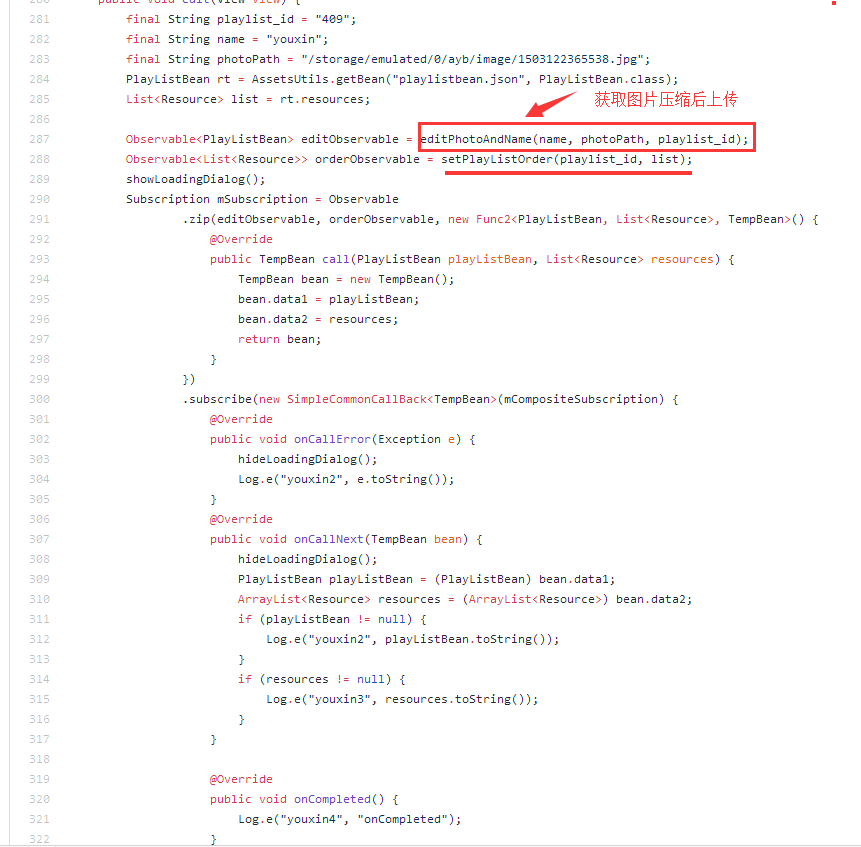 280 public void edit(View view) {
281 final String playlist_id = "409";
282 final String name = "youxin";
283 final String photoPath = "/storage/emulated/0/ayb/image/1503122365538.jpg";
284 PlayListBean rt = AssetsUtils.getBean("playlistbean.json", PlayListBean.class);
285 List<Resource> list = rt.resources;
获取图片压缩后上传
286
287 Observable<PlayListBean> editObservable = editPhotoAndName(name, photoPath, playlist_id);
288 Observable<List<Resource>> orderObservable = setPlayListOrder(playlist_id, list);
289 showLoadingDialog();
290 Subscription mSubscription = Observable
291 .zip(editObservable, orderObservable, new Func2<PlayListBean, List<Resource>, TempBean>() {
292 @Override
293 public TempBean call(PlayListBean playListBean, List<Resource> resources) {
294 TempBean bean = new TempBean();
295 bean.data1 = playListBean;
296 bean.data2 = resources;
297 return bean;
298 }
299 })
300 .subscribe(new SimpleCommonCallBack<TempBean>(mCompositeSubscription) {
301 @Override
302 public void onCallError(Exception e) {
303 hideLoadingDialog();
304 Log.e("youxin2", e.toString());
305 }
306 @Override
307 public void onCallNext(TempBean bean) {
308 hideLoadingDialog();
309 PlayListBean playListBean = (PlayListBean) bean.data1;
310 ArrayList<Resource> resources = (ArrayList<Resource>) bean.data2;
311 if (playListBean != null) {
312 Log.e("youxin2", playListBean.toString());
313 }
314 if (resources != null) {
315 Log.e("youxin3", resources.toString());
316 }
317 }
318
319 @Override
320 public void onCompleted() {
321 Log.e("youxin4", "onCompleted");
322 }